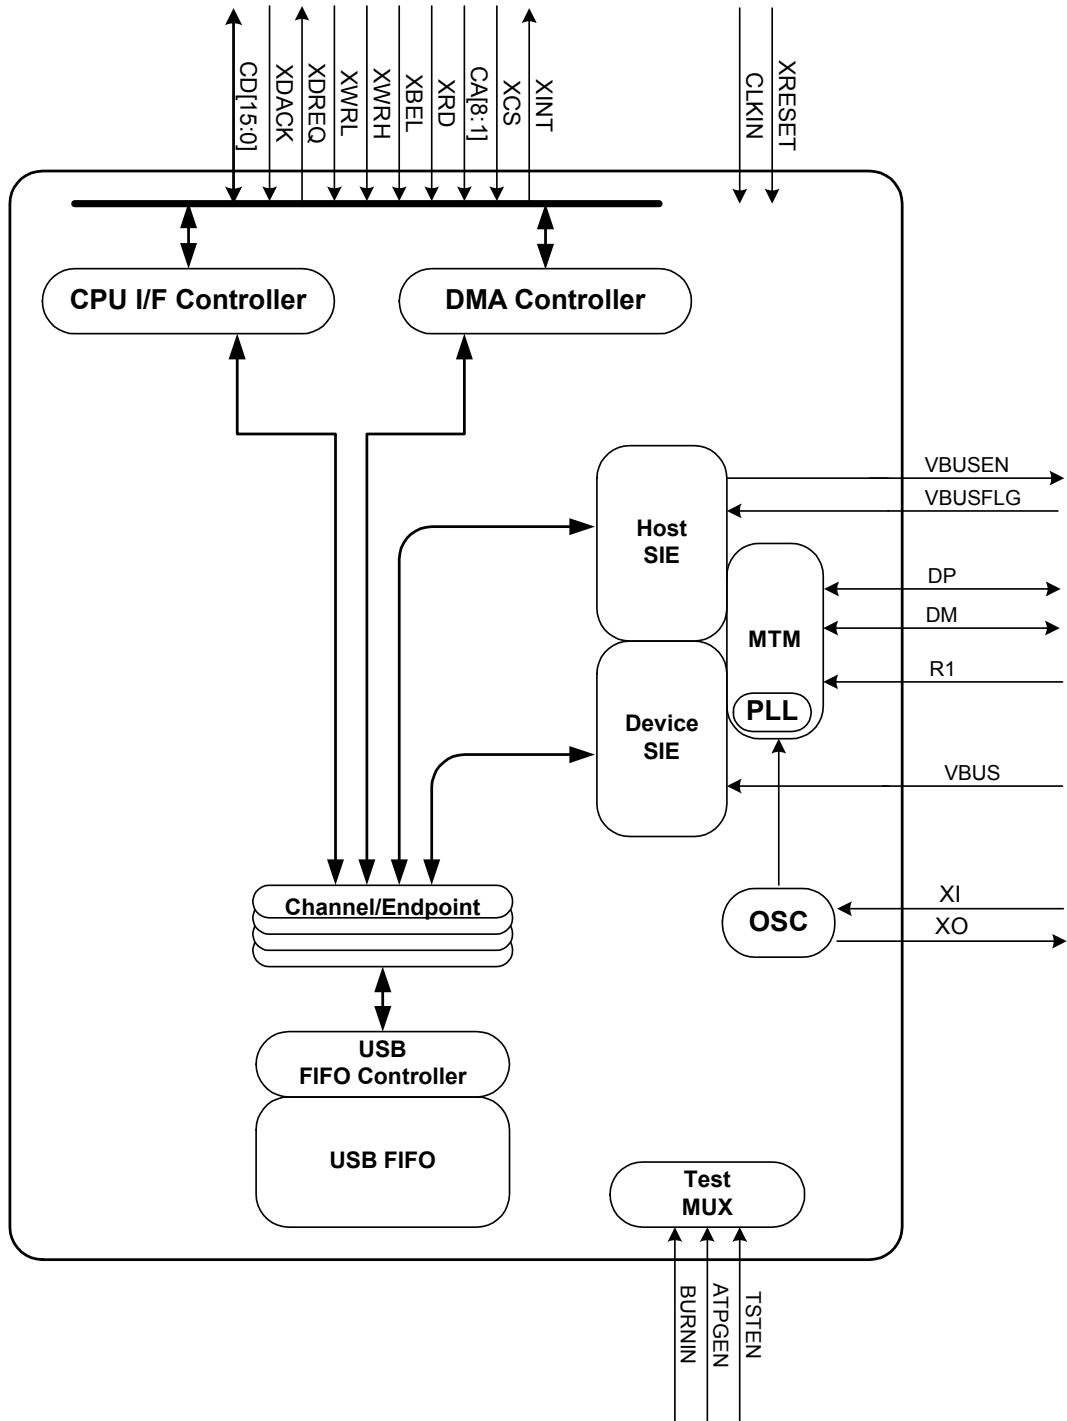 CD[15:0]
XDACK
XDREQ
XWRL
XWRH
XBEL
XRD
CA[8:1]
XCS
XINT
CLKIN
XRESET
CPU I/F Controller
DMA Controller
VBUSEN
VBUSFLG
Host
SIE
DP
DM
MTM
R1
PLL
Device
SIE
VBUS
XI
Channel/Endpoint
OSC
XO
USB
FIFO Controller
USB FIFO
Test
MUX
BURNIN
ATPGEN
TSTEN